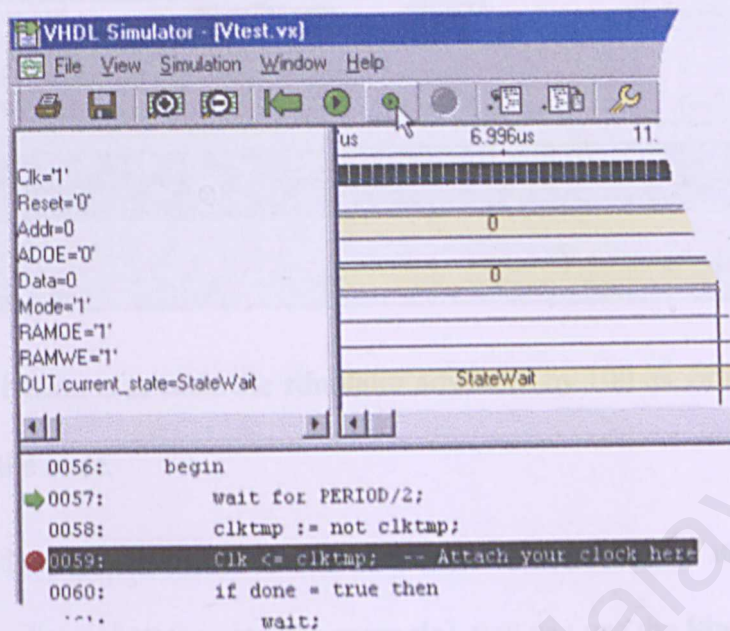 VHDL Simulator - [Vtest.vx]
File View Simulation Window Help
us 6.996us 11.
Clk='1'
Reset='0'
Addr=0 0
ADOE='0'
Data=0 0
Mode='1'
RAMOE='1'
RAMWE='1'
DUT.current_state=StateWait StateWait
0056: begin
0057: wait for PERIOD/2;
0058: clktmp := not clktmp;
0059: Clk <= clktmp; -- Attach your clock here
0060: if done = true then
wait;